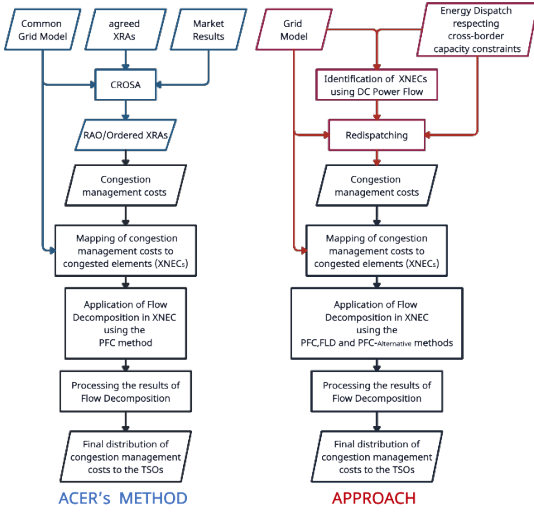 Common
Grid Model
agreed
XRAs
Market
Results
CROSA
RAO/Ordered XRAs
Congestion
management costs
Mapping of congestion
management costs to
congested elements (XNECs)
Application of Flow
Decomposition in XNEC
using the
PFC method
Processing the results of
Flow Decomposition
Final distribution of
congestion management
costs to the TSOs
ACER's METHOD
Grid
Model
Energy Dispatch
respecting
cross-border
capacity constraints
Identification of XNECs
using DC Power Flow
Redispatching
Congestion
management costs
Mapping of congestion
management costs to
congested elements (XNECs)
Application of Flow
Decomposition in XNEC
using the
PFC,FLD and PFC-Alternative methods
Processing the results of
Flow Decomposition
Final distribution of
congestion management
costs to the TSOs
APPROACH